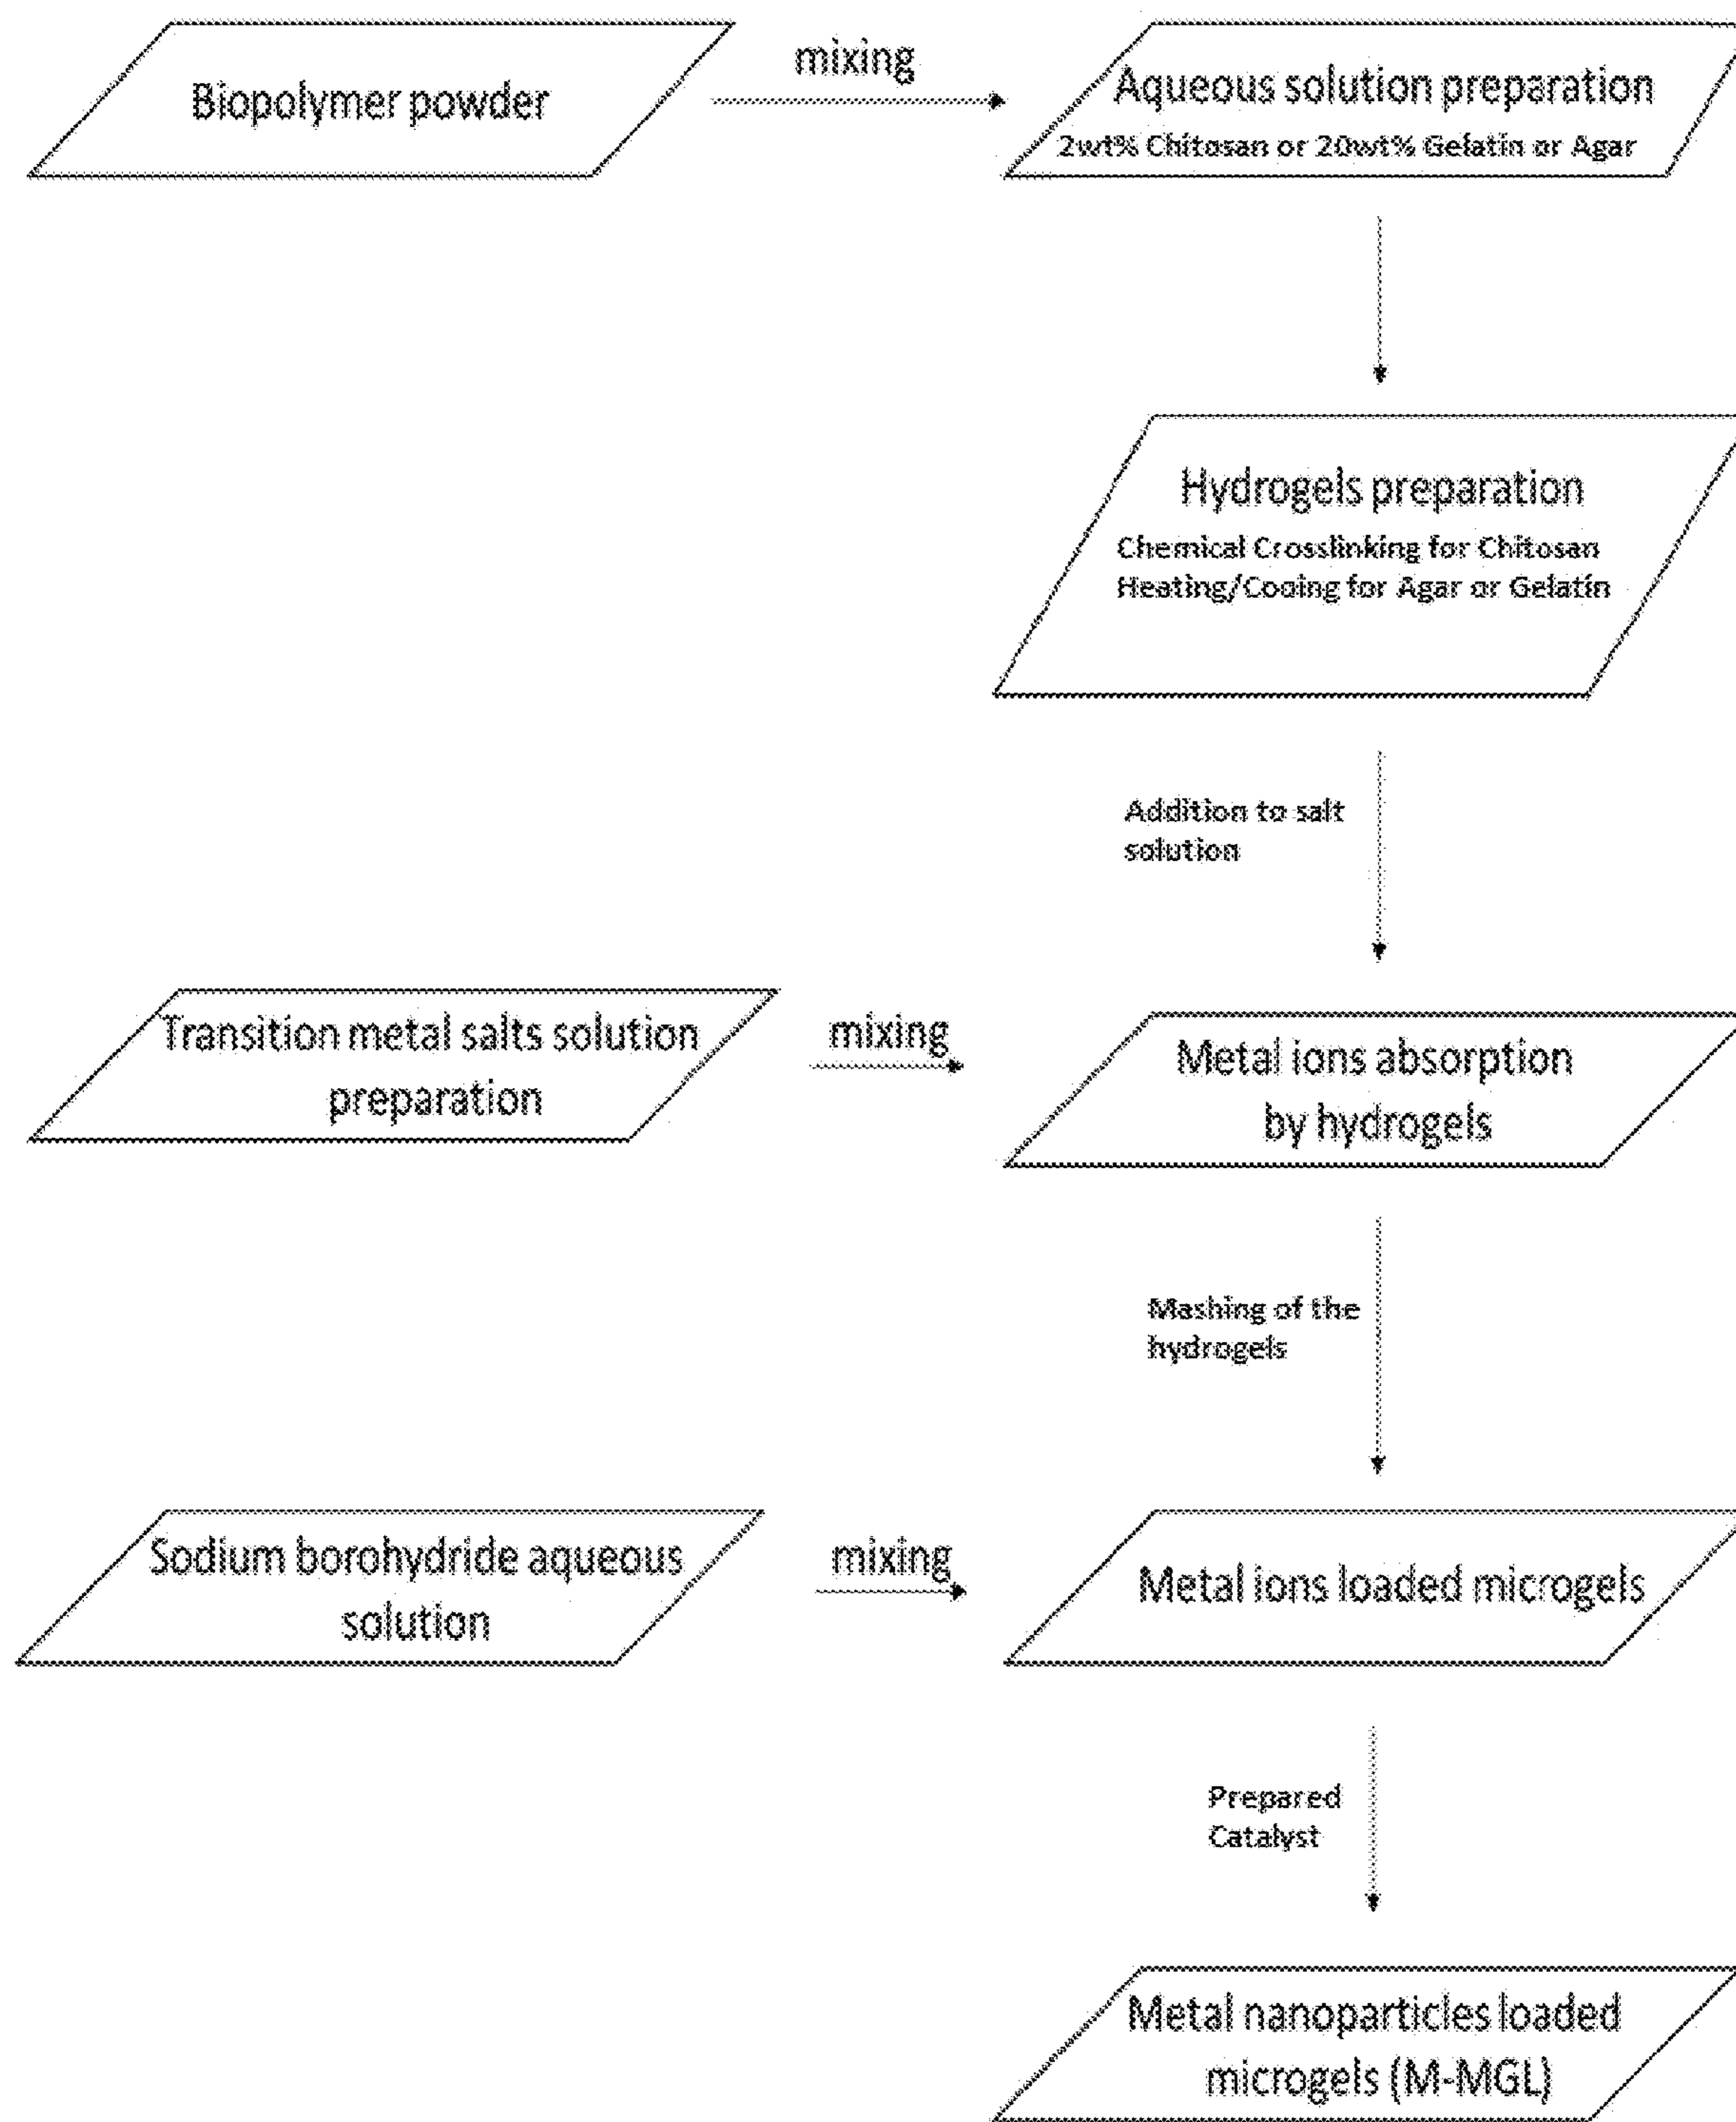 Biopolymer powder
mixing
Aqueous solution preparation
2wt% Chitosan or 20wt% Gelatin or Agar
Hydrogels preparation
Chemical Crosslinking for Chitosan
Heating/Cooing for Agar or Gelatin
Addition to salt
solution
Transition metal salts solution
preparation
mixing
Metal ions absorption
by hydrogels
Mashing of the
hydrogels
Sodium borohydride aqueous
solution
mixing
Metal ions loaded microgels
Prepared
Catalyst
Metal nanoparticles loaded
microgels (M-MGL)